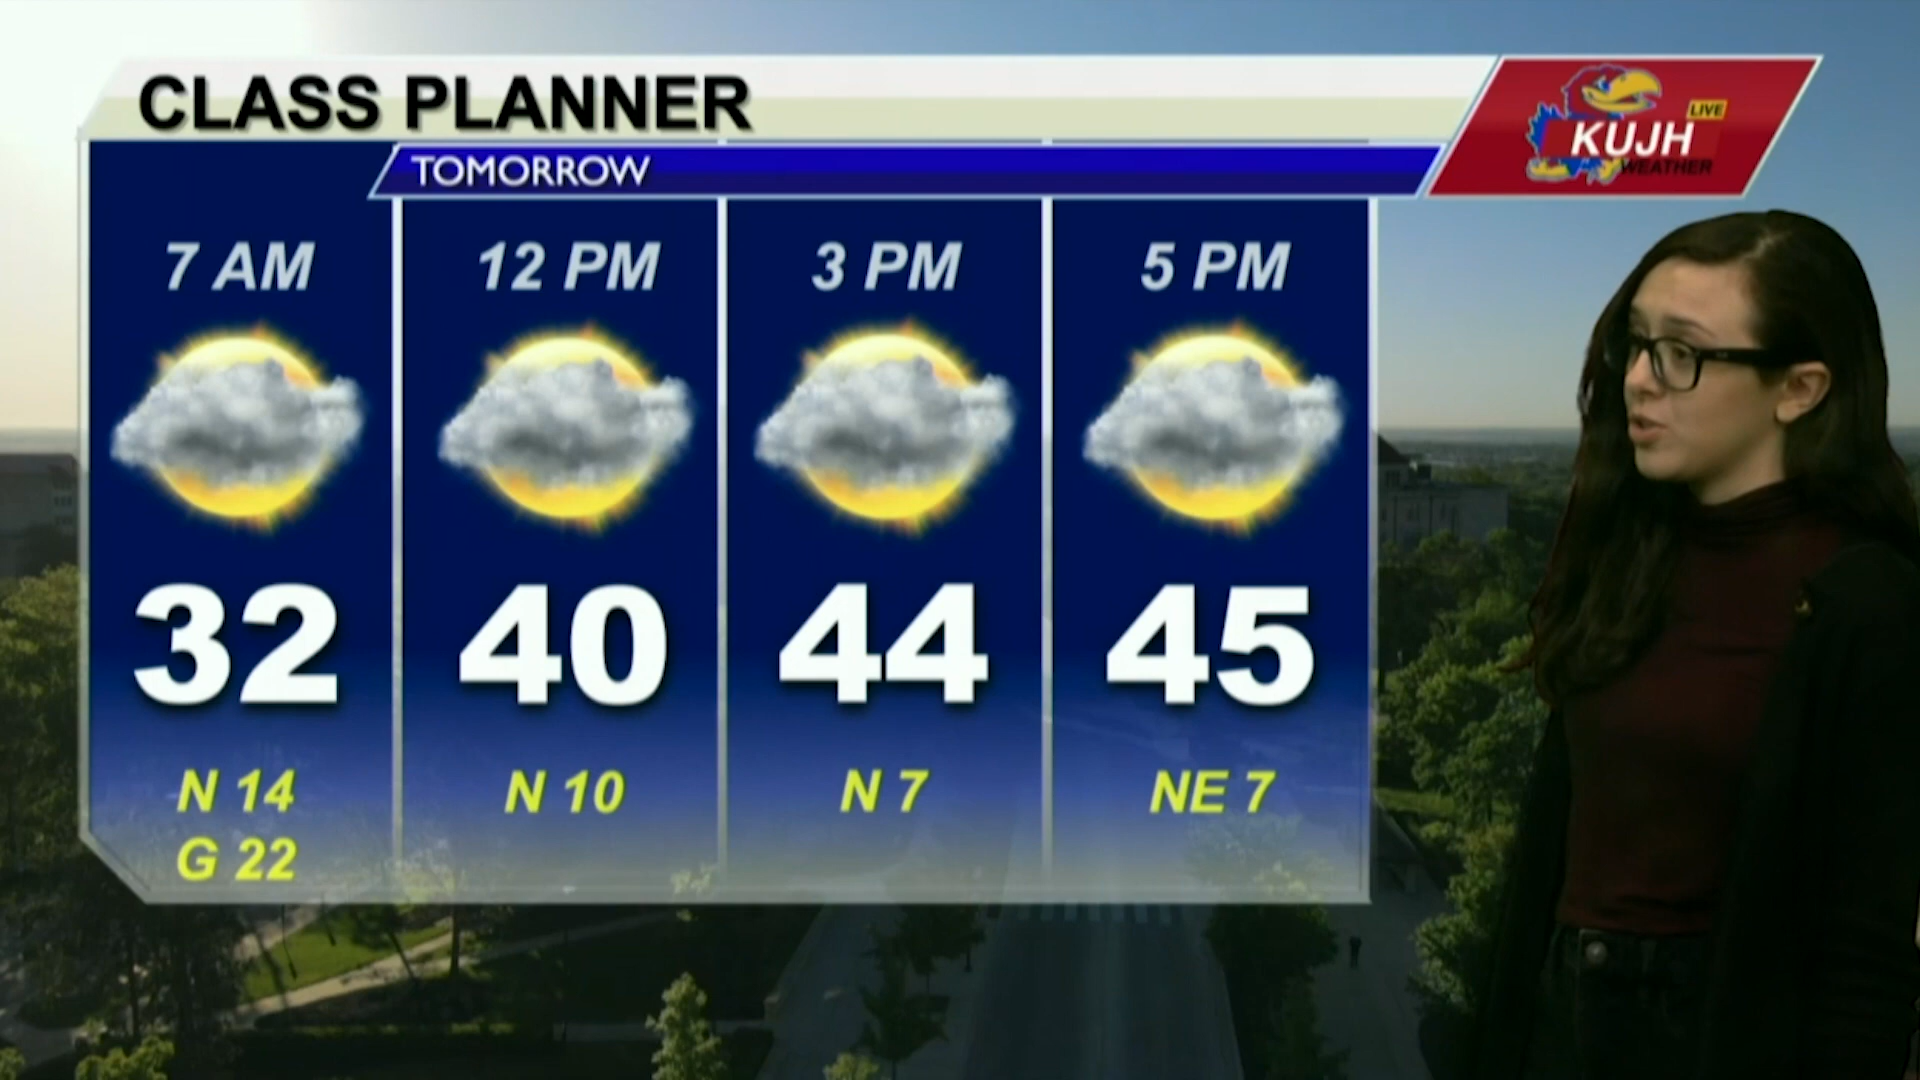 CLASS PLANNER
TOMORROW
LIVE
KUJH
WEATHER
7 AM
32
N 14
G 22
12 PM
40
N 10
3 PM
44
N 7
5 PM
45
NE 7